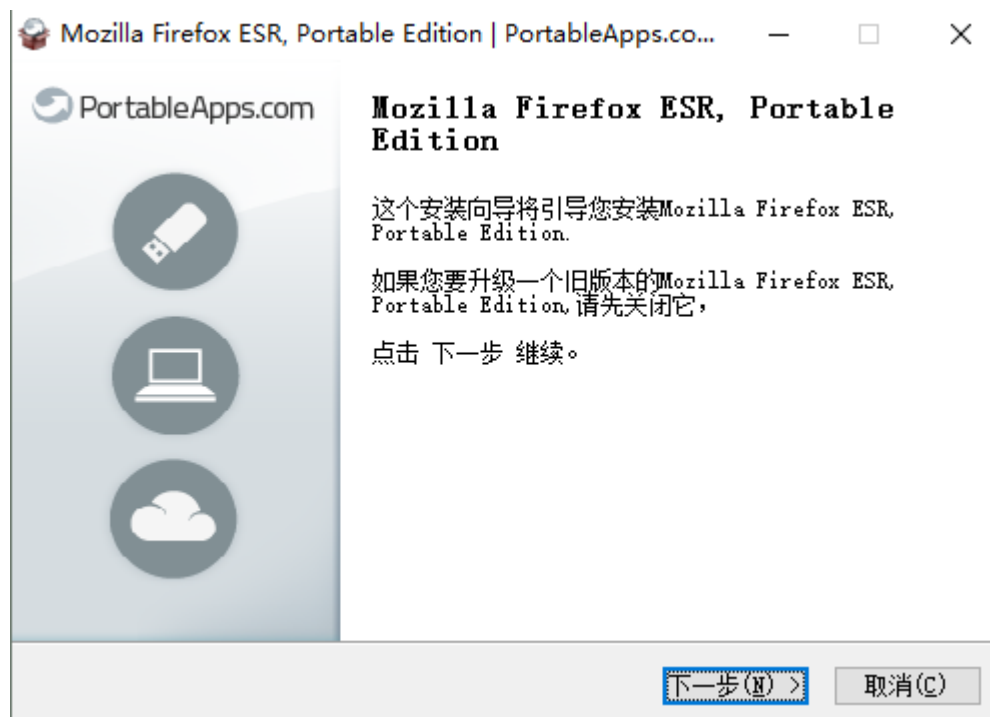 Mozilla Firefox ESR, Portable Edition | PortableApps.co...
PortableApps.com
Mozilla Firefox ESR, Portable
Edition
这个安装向导将引导您安装Mozilla Firefox ESR,
Portable Edition.
如果您要升级一个旧版本的Mozilla Firefox ESR,
Portable Edition,请先关闭它,
点击 下一步 继续。
下一步(N) >
取消(C)